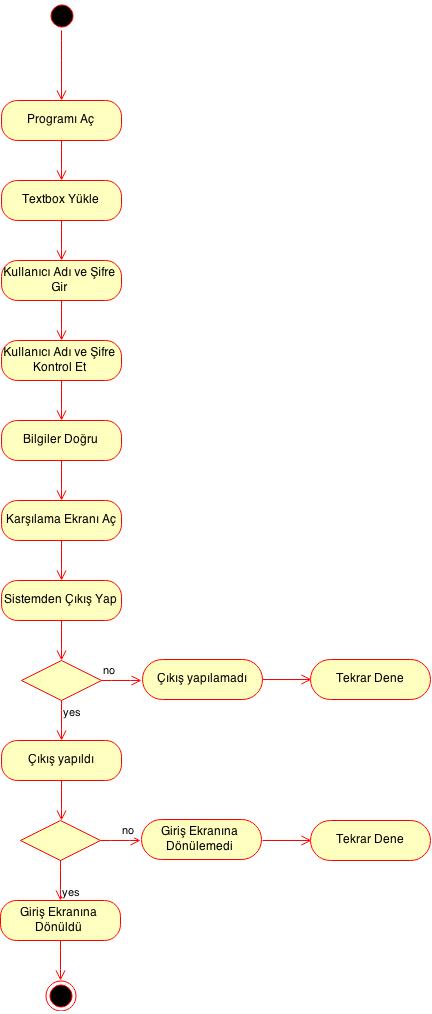 Programı Aç
Textbox Yükle
Kullanıcı Adı ve Şifre
Gir
Kullanıcı Adı ve Şifre
Kontrol Et
Bilgiler Doğru
Karşılama Ekranı Aç
Sistemden Çıkış Yap
no
Çıkış yapılamadı
Tekrar Dene
yes
Çıkış yapıldı
no
Giriş Ekranına
Dönülemedi
Tekrar Dene
yes
Giriş Ekranına
Dönüldü